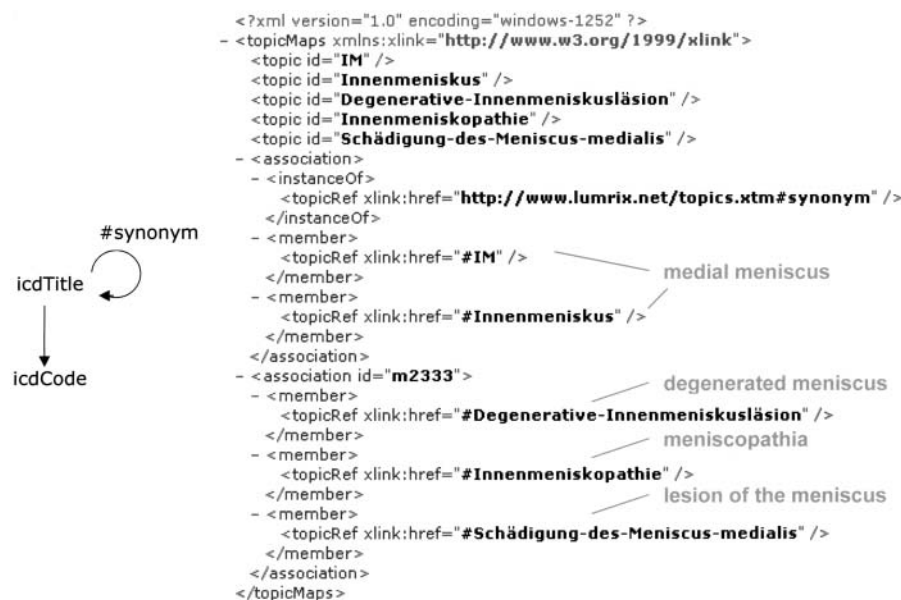 <?xml version="1.0" encoding="windows-1252" ?>
- <topicMaps xmlns:xlink="http://www.w3.org/1999/xlink">
<topic id="IM" />
<topic id="Innenmeniskus" />
<topic id="Degenerative-Innenmeniskusläsion" />
<topic id="Innenmeniskopathie" />
<topic id="Schädigung-des-Meniscus-medialis" />
- <association>
- <instanceOf>
<topicRef xlink:href="http://www.lumrix.net/topics.xtm#synonym" />
</instanceOf>
- <member>
<topicRef xlink:href="#IM" />
</member>
- <member>
<topicRef xlink:href="#Innenmeniskus" />
</member>
</association>
- <association id="m2333">
- <member>
<topicRef xlink:href="#Degenerative-Innenmeniskusläsion" />
</member>
- <member>
<topicRef xlink:href="#Innenmeniskopathie" />
</member>
- <member>
<topicRef xlink:href="#Schädigung-des-Meniscus-medialis" />
</member>
</association>
</topicMaps>
#synonym
icdTitle
icdCode
medial meniscus
degenerated meniscus
meniscopathia
lesion of the meniscus